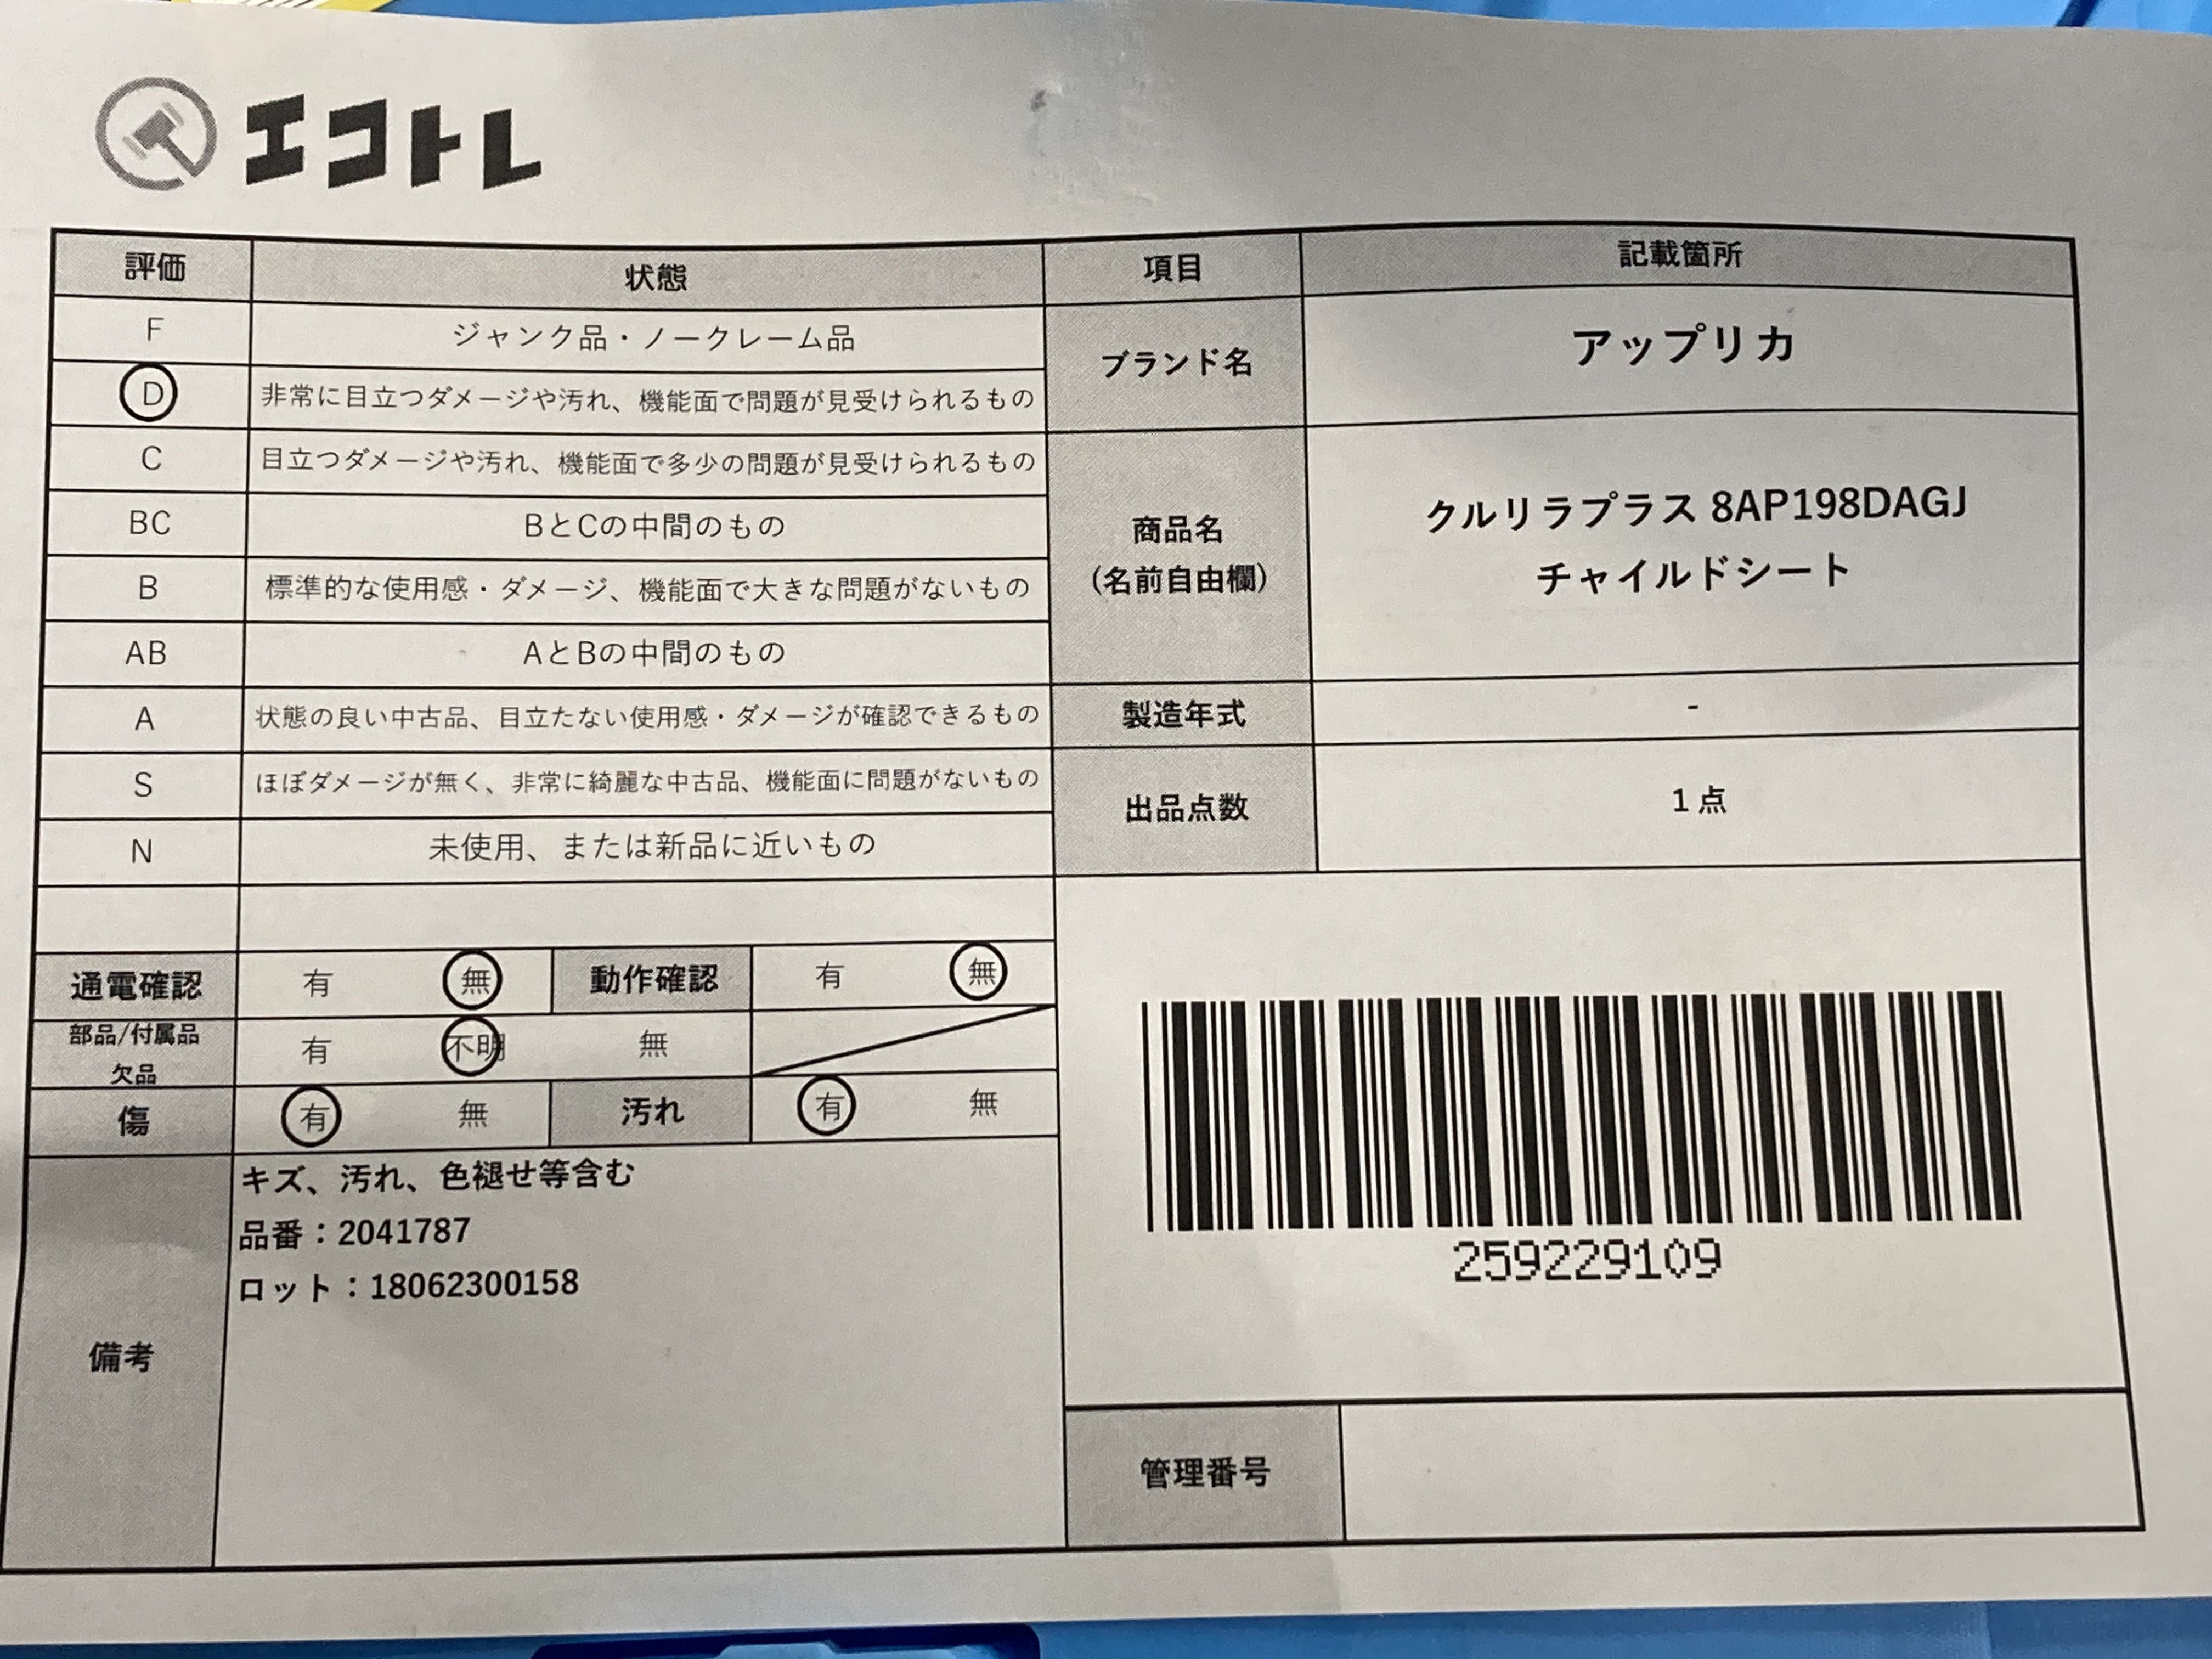 エコトレ
評価 状態 項目 記載箇所
F ジャンク品・ノークレーム品
D 非常に目立つダメージや汚れ、機能面で問題が見受けられるもの
C 目立つダメージや汚れ、機能面で多少の問題が見受けられるもの
BC BとCの中間のもの
B 標準的な使用感・ダメージ、機能面で大きな問題がないもの
AB AとBの中間のもの
A 状態の良い中古品、目立たない使用感・ダメージが確認できるもの
S ほぼダメージが無く、非常に綺麗な中古品、機能面に問題がないもの
N 未使用、または新品に近いもの
通電確認 有 無 動作確認 有 無
部品/付属品
欠品
有 不明 無
傷 有 無 汚れ 有 無
備考
キズ、汚れ、色褪せ等含む
品番：2041787
ロット：18062300158
ブランド名 アップリカ
商品名
(名前自由欄)
クルリラプラス 8AP198DAGJ
チャイルドシート
製造年式 -
出品点数 1 点
259229109
管理番号